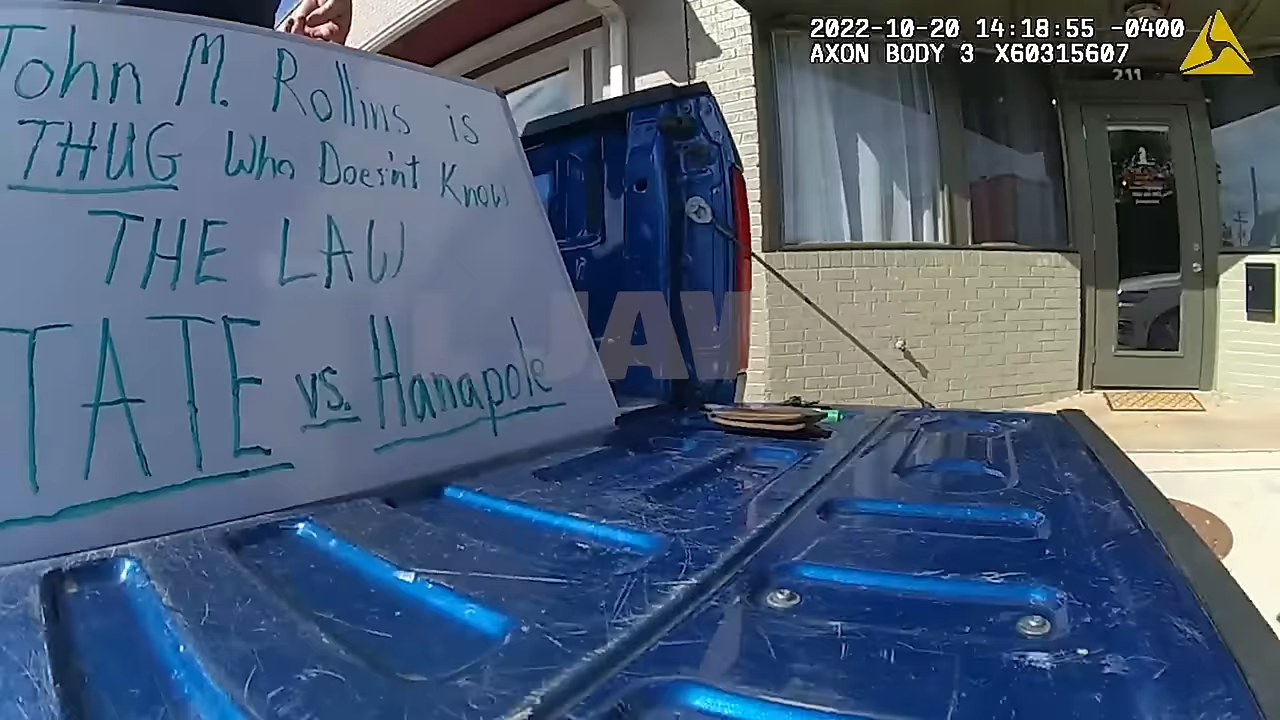 2022-10-20 14:18:55 -0400
AXON BODY 3 X60315607
211
John M. Rollins is
THUG Who Doesn't Know
THE LAW
TATE vs. Hanapole